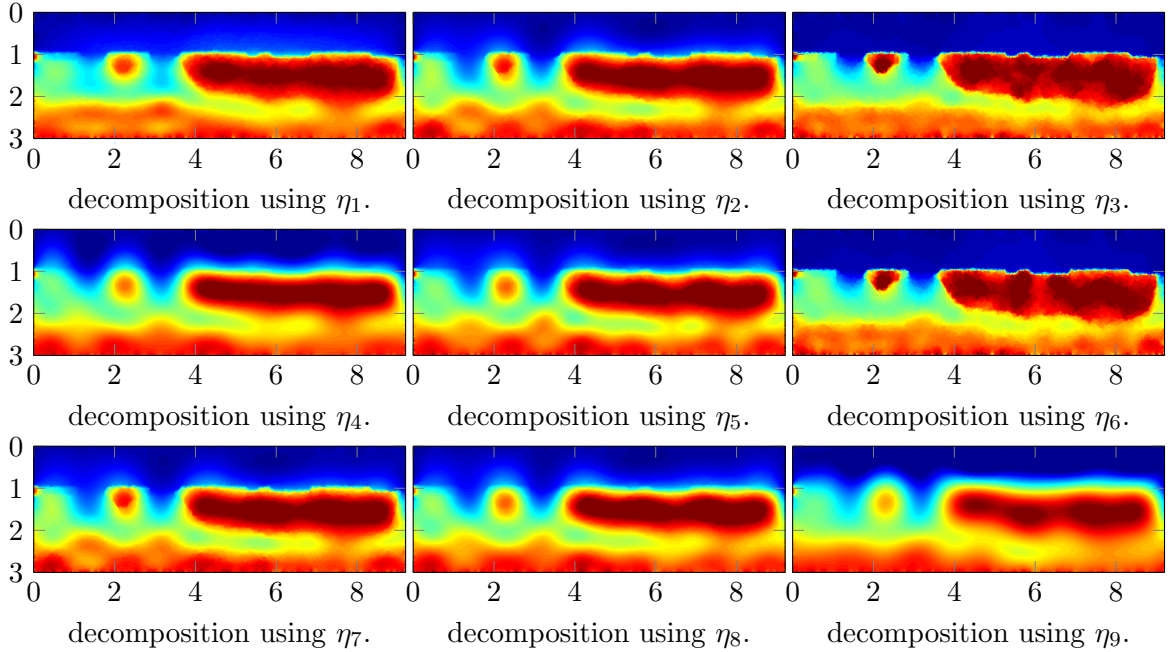 0
1
2
3
0 2 4 6 8 0 2 4 6 8 0 2 4 6 8
decomposition using η₁. decomposition using η₂. decomposition using η₃.
0
1
2
3
0 2 4 6 8 0 2 4 6 8 0 2 4 6 8
decomposition using η₄. decomposition using η₅. decomposition using η₆.
0
1
2
3
0 2 4 6 8 0 2 4 6 8 0 2 4 6 8
decomposition using η₇. decomposition using η₈. decomposition using η₉.